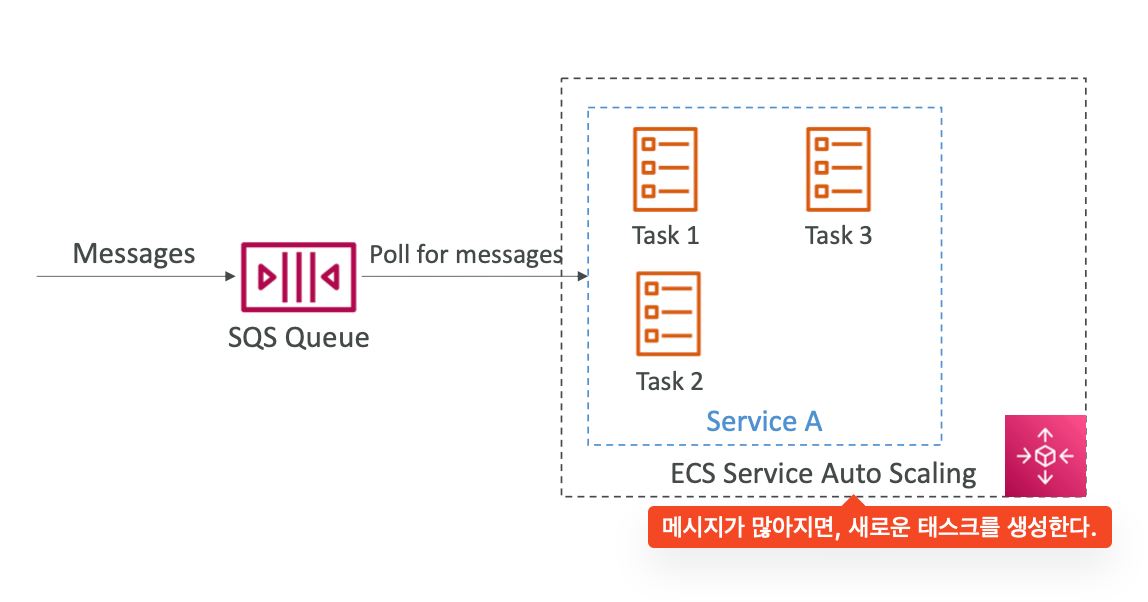 Messages
Poll for messages
SQS Queue
Task 1
Task 3
Task 2
Service A
ECS Service Auto Scaling
메시지가 많아지면, 새로운 태스크를 생성한다.